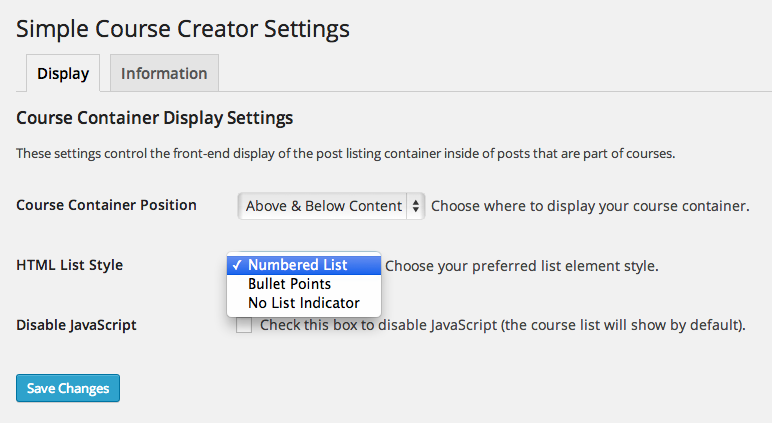 Simple Course Creator Settings
Display Information
Course Container Display Settings
These settings control the front-end display of the post listing container inside of posts that are part of courses.
Course Container Position Above & Below Content Choose where to display your course container.
HTML List Style ✓ Numbered List Choose your preferred list element style.
Bullet Points
No List Indicator
Disable JavaScript Check this box to disable JavaScript (the course list will show by default).
Save Changes